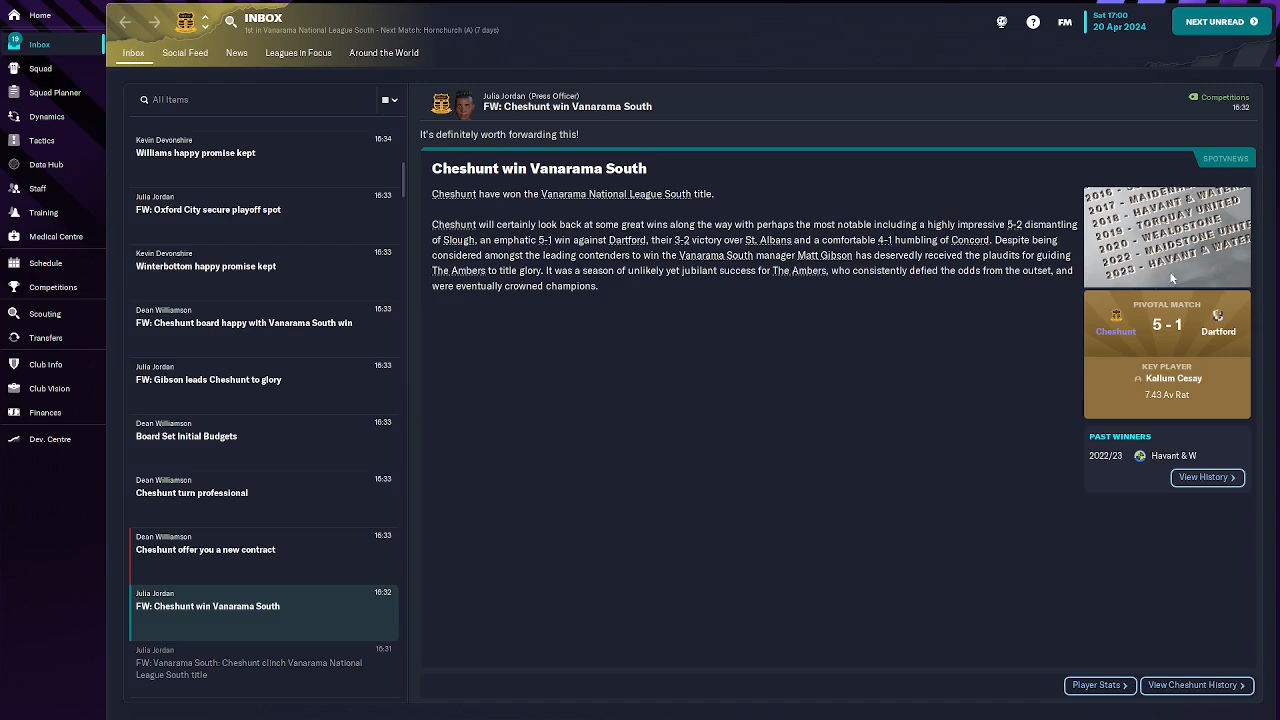 Home
19
Inbox
Squad
Squad Planner
Dynamics
Tactics
Data Hub
Staff
Training
Medical Centre
Schedule
Competitions
Scouting
Transfers
Club Info
Club Vision
Finances
Dev. Centre
INBOX
1st in Vanarama National League South - Next Match: Hornchurch (A) (7 days)
FM
Sat 17:00
20 Apr 2024
NEXT UNREAD
Inbox Social Feed News Leagues in Focus Around the World
All Items
Kevin Devonshire 16:34
Williams happy promise kept
Julia Jordan 16:33
FW: Oxford City secure playoff spot
Kevin Devonshire 16:33
Winterbottom happy promise kept
Dean Williamson 16:33
FW: Cheshunt board happy with Vanarama South win
Julia Jordan 16:33
FW: Gibson leads Cheshunt to glory
Dean Williamson 16:33
Board Set Initial Budgets
Dean Williamson 16:33
Cheshunt turn professional
Dean Williamson 16:33
Cheshunt offer you a new contract
Julia Jordan 16:32
FW: Cheshunt win Vanarama South
Julia Jordan 16:31
FW: Vanarama South: Cheshunt clinch Vanarama National
League South title
Julia Jordan (Press Officer)
FW: Cheshunt win Vanarama South
Competitions
16:32
It's definitely worth forwarding this!
SPOTVNEWS
Cheshunt win Vanarama South
Cheshunt have won the Vanarama National League South title.
Cheshunt will certainly look back at some great wins along the way with perhaps the most notable including a highly impressive 5-2 dismantling
of Slough, an emphatic 5-1 win against Dartford, their 3-2 victory over St. Albans and a comfortable 4-1 humbling of Concord. Despite being
considered amongst the leading contenders to win the Vanarama South manager Matt Gibson has deservedly received the plaudits for guiding
The Ambers to title glory. It was a season of unlikely yet jubilant success for The Ambers, who consistently defied the odds from the outset, and
were eventually crowned champions.
2017 - MAIDENHEAD
2018 - HAVANT & WATER
2019 - TORQUAY UNITED
2020 - WEALDSTONE
2022 - MAIDSTONE UNITE
2023 - HAVANT & WATER
PIVOTAL MATCH
Cheshunt 5 - 1 Dartford
KEY PLAYER
Kallum Cesay
7.43 Av Rat
PAST WINNERS
2022/23 Havant & W
View History
Player Stats
View Cheshunt History